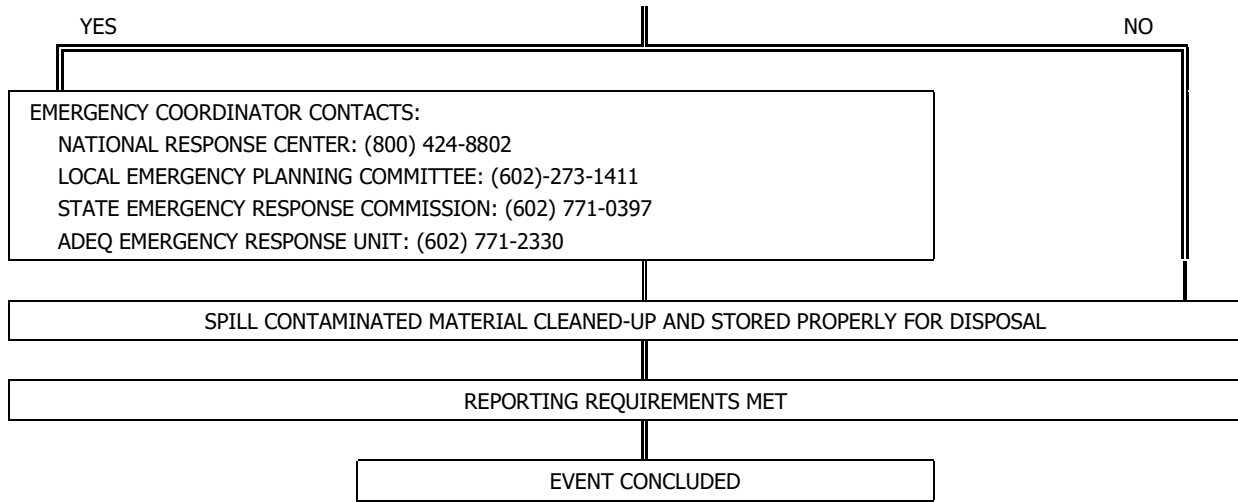 YES
NO
EMERGENCY COORDINATOR CONTACTS:
NATIONAL RESPONSE CENTER: (800) 424-8802
LOCAL EMERGENCY PLANNING COMMITTEE: (602)-273-1411
STATE EMERGENCY RESPONSE COMMISSION: (602) 771-0397
ADEQ EMERGENCY RESPONSE UNIT: (602) 771-2330
SPILL CONTAMINATED MATERIAL CLEANED-UP AND STORED PROPERLY FOR DISPOSAL
REPORTING REQUIREMENTS MET
EVENT CONCLUDED